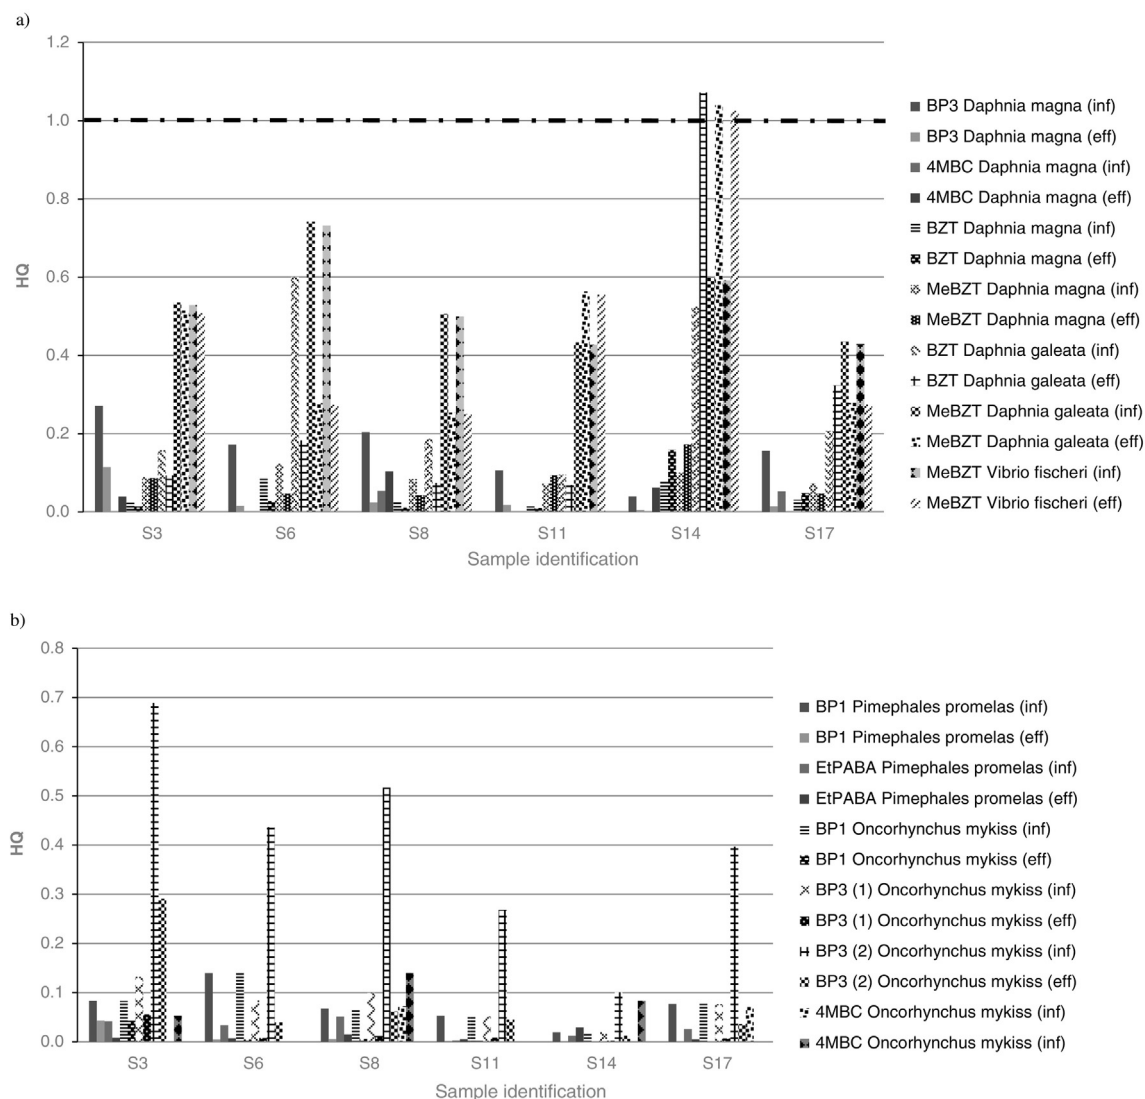 a)
1.2
1.0
0.8
0.6
0.4
0.2
0.0
HQ
S3
S6
S8
S11
S14
S17
Sample identification
BP3 Daphnia magna (inf)
BP3 Daphnia magna (eff)
4MBC Daphnia magna (inf)
4MBC Daphnia magna (eff)
BZT Daphnia magna (inf)
BZT Daphnia magna (eff)
MeBZT Daphnia magna (inf)
MeBZT Daphnia magna (eff)
BZT Daphnia galeata (inf)
BZT Daphnia galeata (eff)
MeBZT Daphnia galeata (inf)
MeBZT Daphnia galeata (eff)
MeBZT Vibrio fischeri (inf)
MeBZT Vibrio fischeri (eff)
b)
0.8
0.7
0.6
0.5
0.4
0.3
0.2
0.1
0.0
HQ
S3
S6
S8
S11
S14
S17
Sample identification
BP1 Pimephales promelas (inf)
BP1 Pimephales promelas (eff)
EtPABA Pimephales promelas (inf)
EtPABA Pimephales promelas (eff)
BP1 Oncorhynchus mykiss (inf)
BP1 Oncorhynchus mykiss (eff)
BP3 (1) Oncorhynchus mykiss (inf)
BP3 (1) Oncorhynchus mykiss (eff)
BP3 (2) Oncorhynchus mykiss (inf)
BP3 (2) Oncorhynchus mykiss (eff)
4MBC Oncorhynchus mykiss (inf)
4MBC Oncorhynchus mykiss (inf)